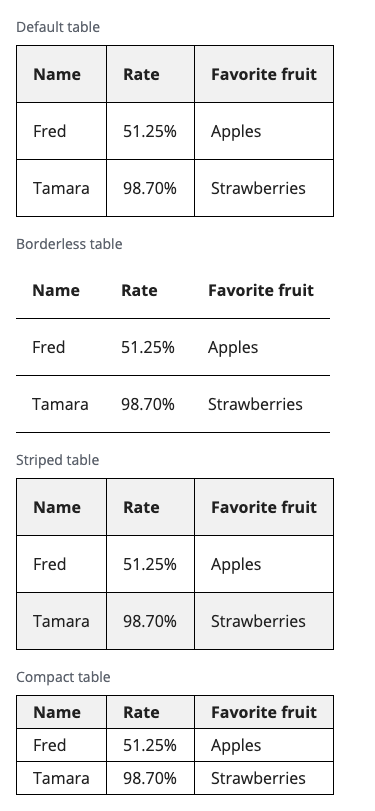 Default table
Name Rate Favorite fruit
Fred 51.25% Apples
Tamara 98.70% Strawberries
Borderless table
Name Rate Favorite fruit
Fred 51.25% Apples
Tamara 98.70% Strawberries
Striped table
Name Rate Favorite fruit
Fred 51.25% Apples
Tamara 98.70% Strawberries
Compact table
Name Rate Favorite fruit
Fred 51.25% Apples
Tamara 98.70% Strawberries